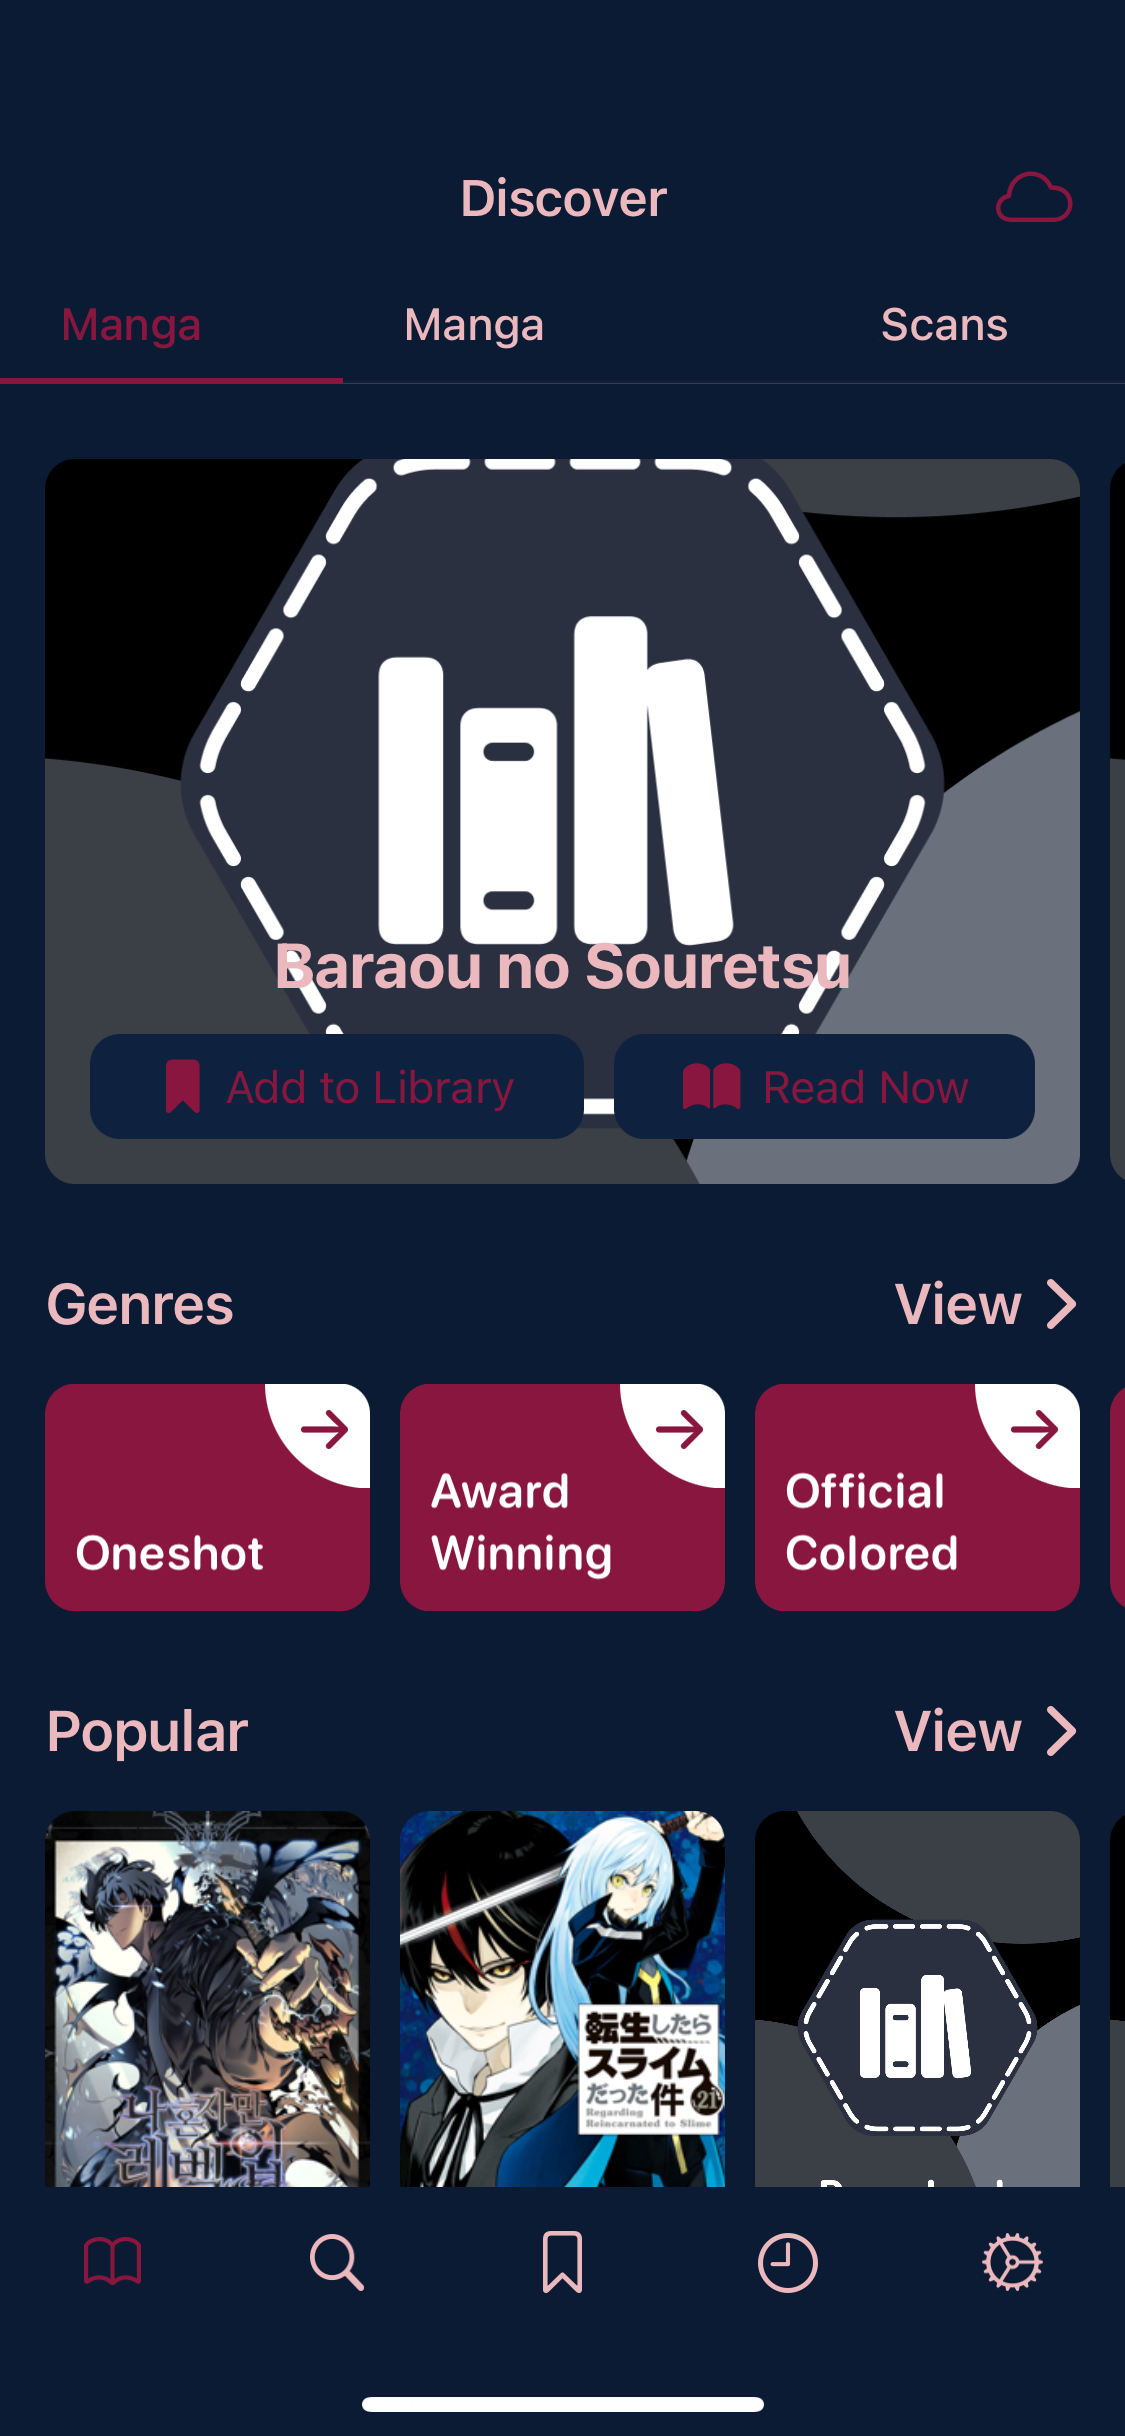 Discover
Manga
Manga
Scans
Baraou no Souretsu
Add to Library
Read Now
Genres
View
Oneshot
Award
Winning
Official
Colored
Popular
View
나 혼자만
레벨업
転生したら
スライム
だった件
21
Regarding
Reincarnated to Slime